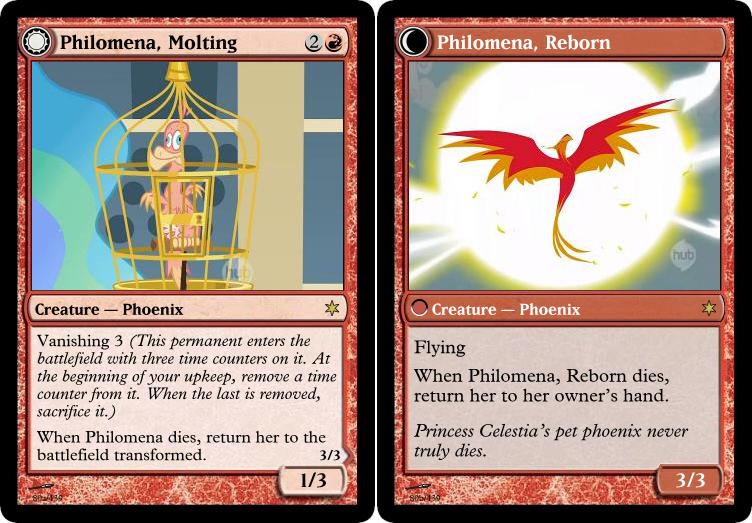 Philomena, Molting 2
hub
Creature — Phoenix
Vanishing 3 (This permanent enters the
battlefield with three time counters on it. At
the beginning of your upkeep, remove a time
counter from it. When the last is removed,
sacrifice it.)
When Philomena dies, return her to the
battlefield transformed.
3/3
1/3
Philomena, Reborn
hub
Creature — Phoenix
Flying
When Philomena, Reborn dies,
return her to her owner's hand.
Princess Celestia's pet phoenix never
truly dies.
3/3